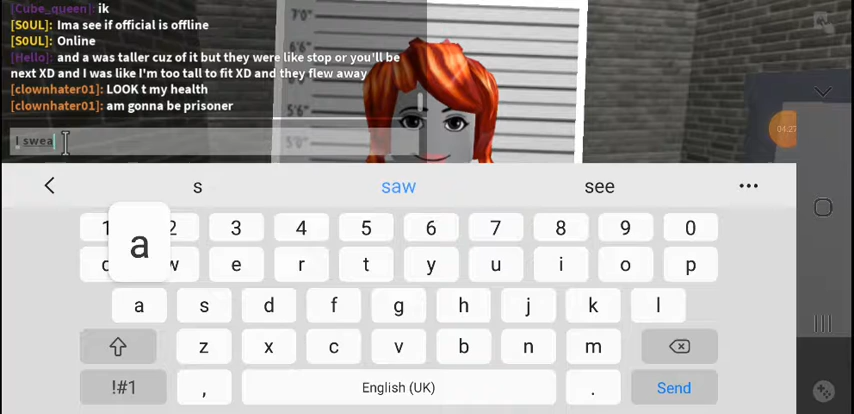 [Cube_queen]: ik
[S0UL]: Ima see if official is offline
[S0UL]: Online
[Hello]: and a was taller cuz of it but they were like stop or you'll be
next XD and I was like I'm too tall to fit XD and they flew away
[clownhater01]: LOOK t my health
[clownhater01]: am gonna be prisoner
I swea
7'0"
6'6"
5'6"
5'0"
04:27
s saw see
1 2 3 4 5 6 7 8 9 0
a
w e r t y u i o p
a s d f g h j k l
z x c v b n m
!#1 , English (UK) . Send